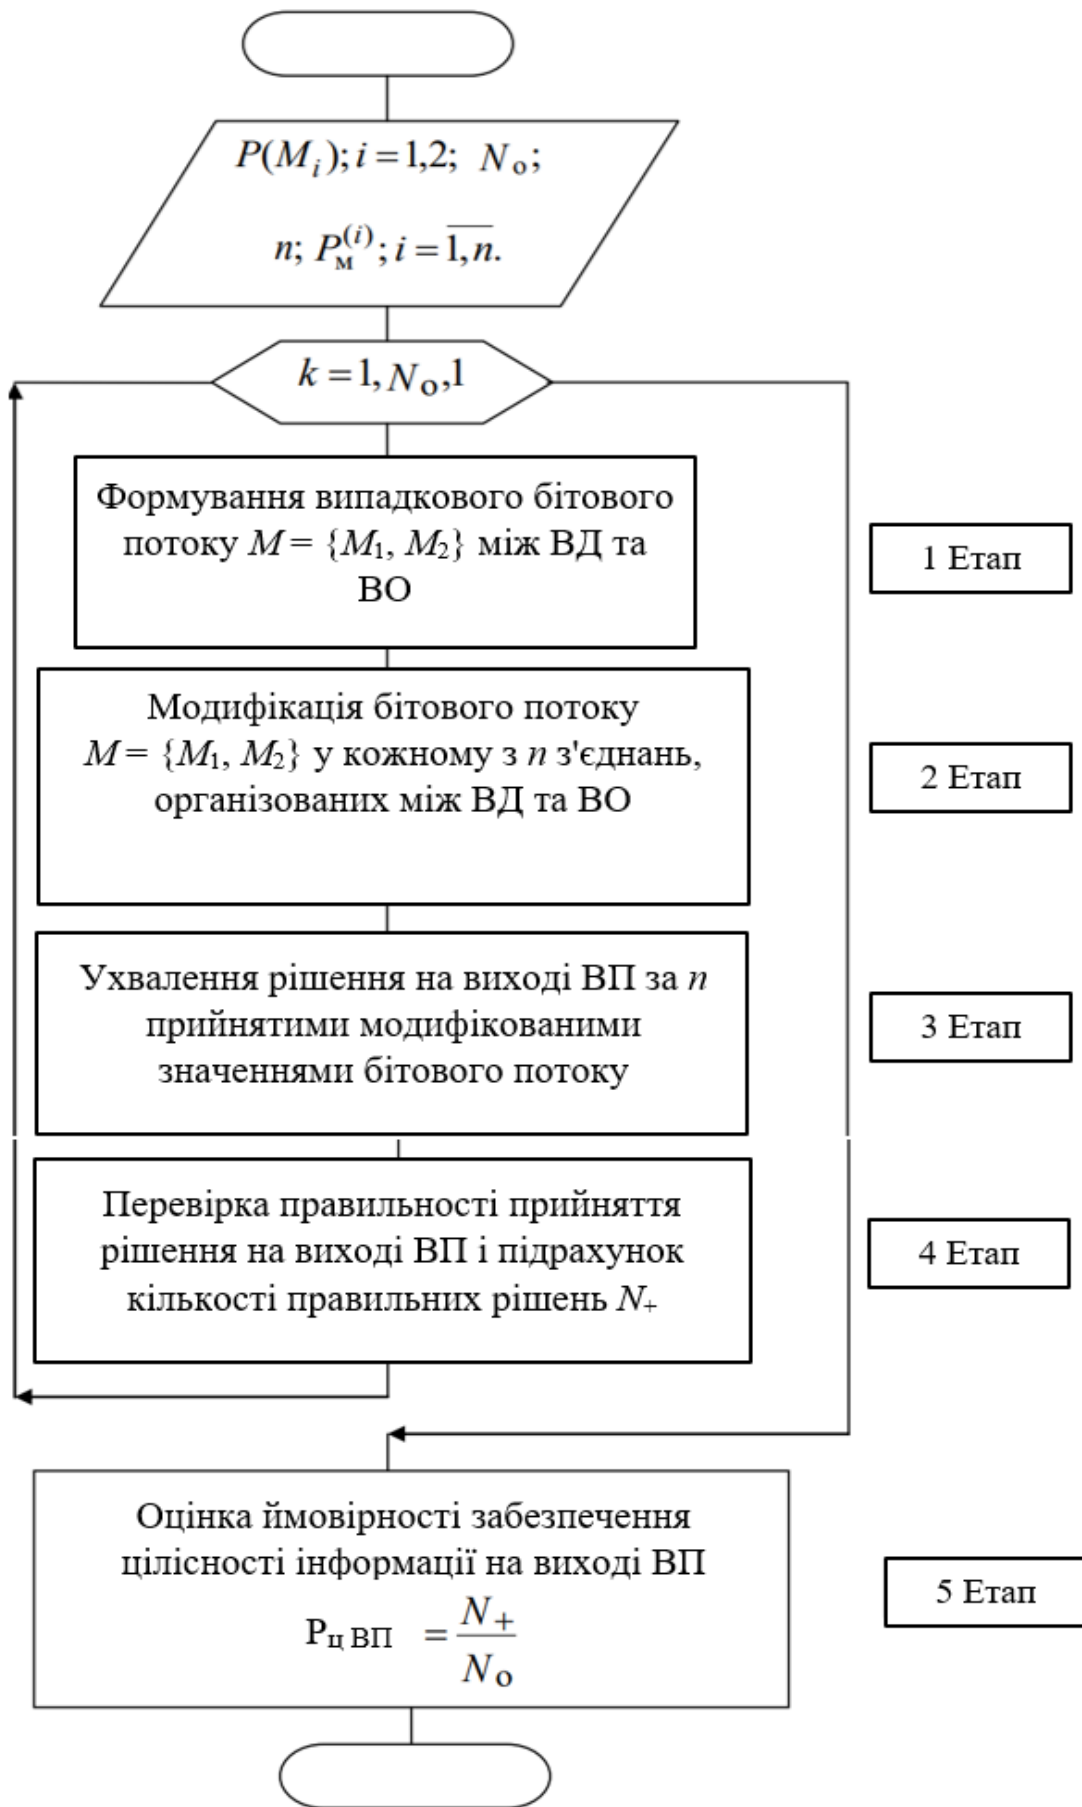 P(Mᵢ); i = 1,2; Nₒ;
n; Pₘ⁽ⁱ⁾; i = 1,n.
k = 1, Nₒ,1
Формування випадкового бітового
потоку M = {M₁, M₂} між ВД та
ВО
1 Етап
Модифікація бітового потоку
M = {M₁, M₂} у кожному з n з'єднань,
організованих між ВД та ВО
2 Етап
Ухвалення рішення на виході ВП за n
прийнятими модифікованими
значеннями бітового потоку
3 Етап
Перевірка правильності прийняття
рішення на виході ВП і підрахунок
кількості правильних рішень N₊
4 Етап
Оцінка ймовірності забезпечення
цілісності інформації на виході ВП
Рц ВП = N₊ / Nₒ
5 Етап